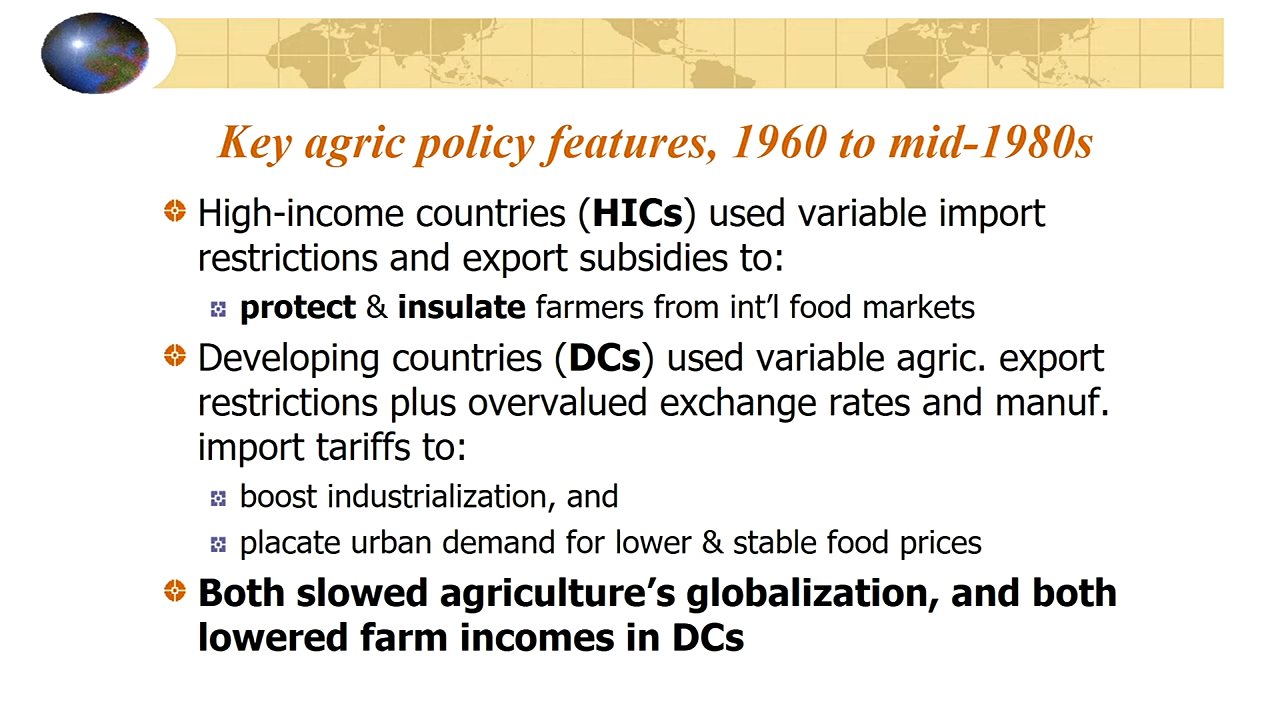 Key agric policy features, 1960 to mid-1980s
High-income countries (HICs) used variable import
restrictions and export subsidies to:
protect & insulate farmers from int’l food markets
Developing countries (DCs) used variable agric. export
restrictions plus overvalued exchange rates and manuf.
import tariffs to:
boost industrialization, and
placate urban demand for lower & stable food prices
Both slowed agriculture’s globalization, and both
lowered farm incomes in DCs